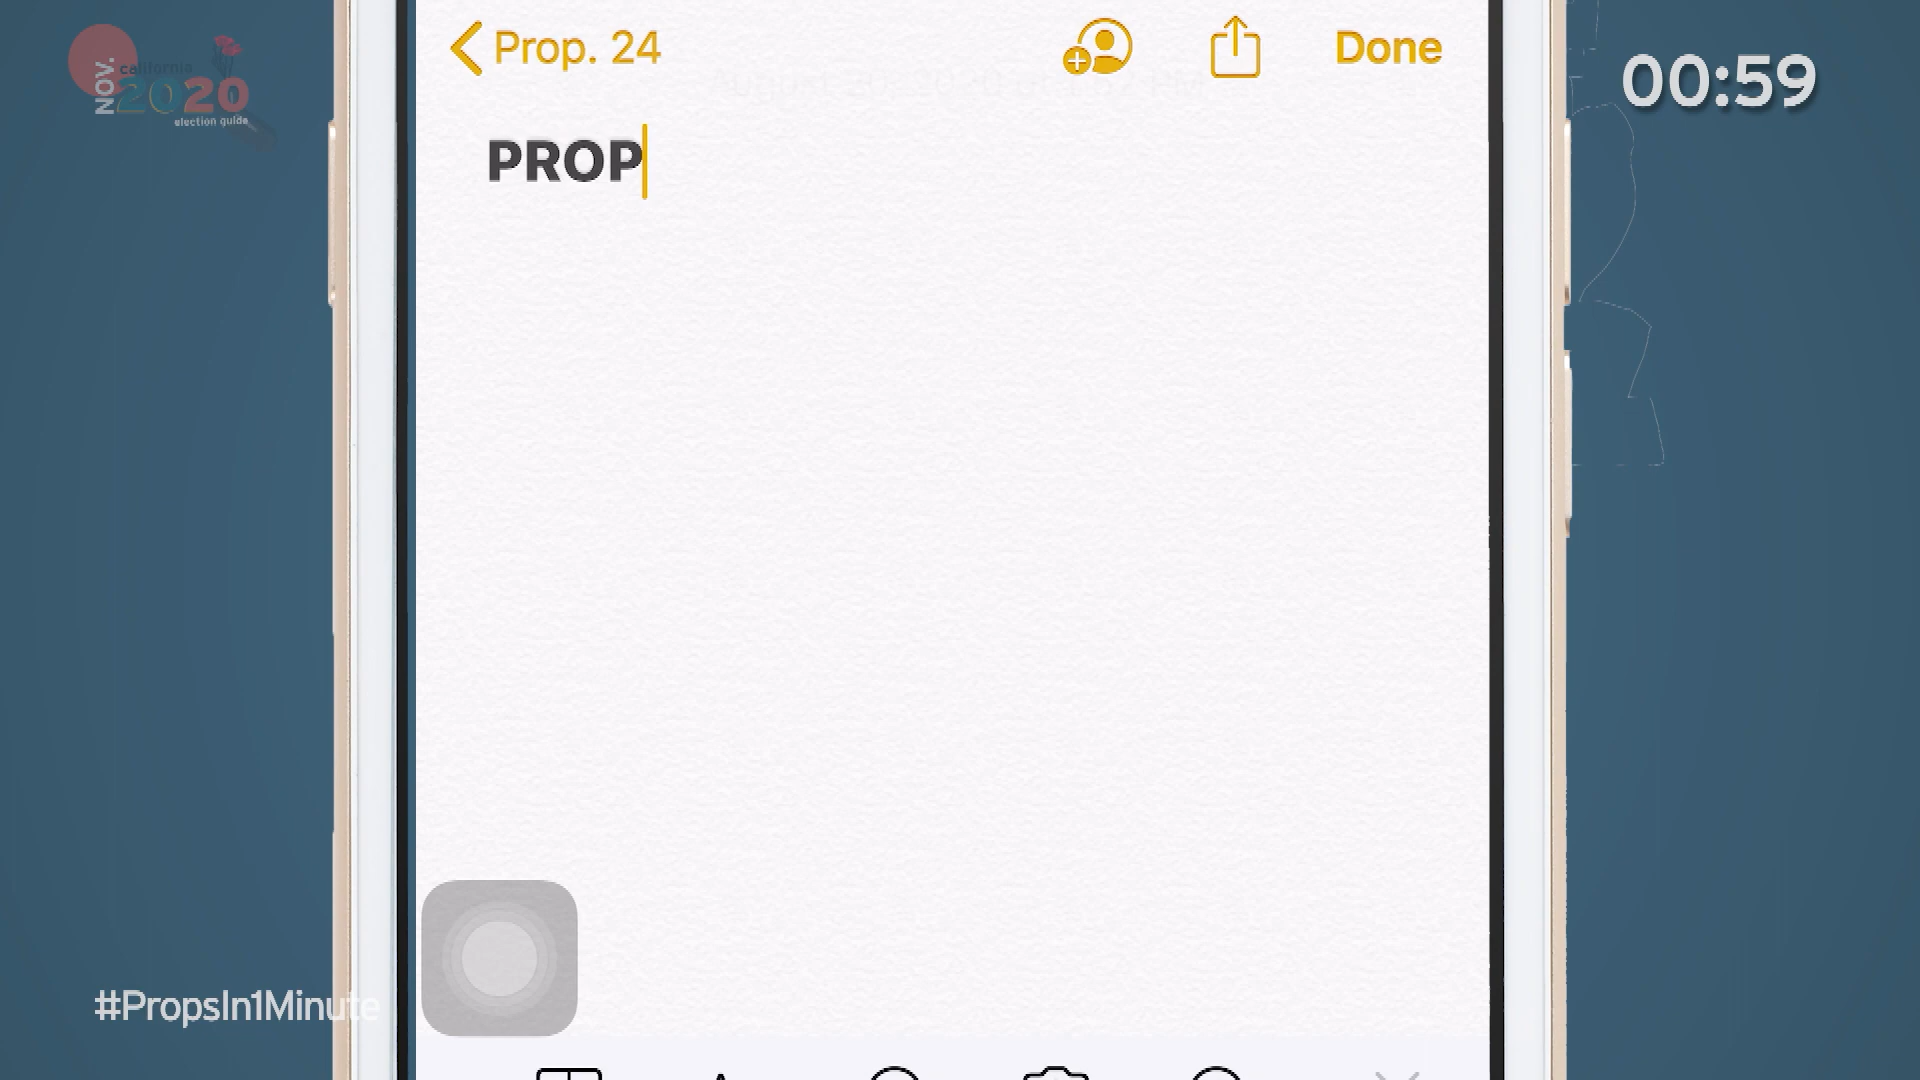 Prop. 24
Done
00:59
NOV.
california
2020
election guide
PROP
#PropsIn1Minute